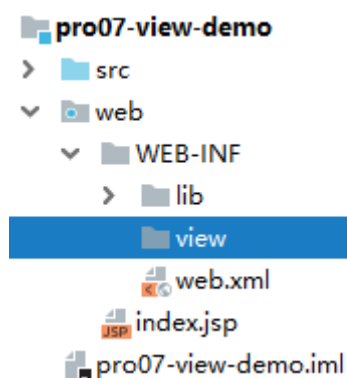 pro07-view-demo
src
web
WEB-INF
lib
view
web.xml
JSP index.jsp
pro07-view-demo.iml